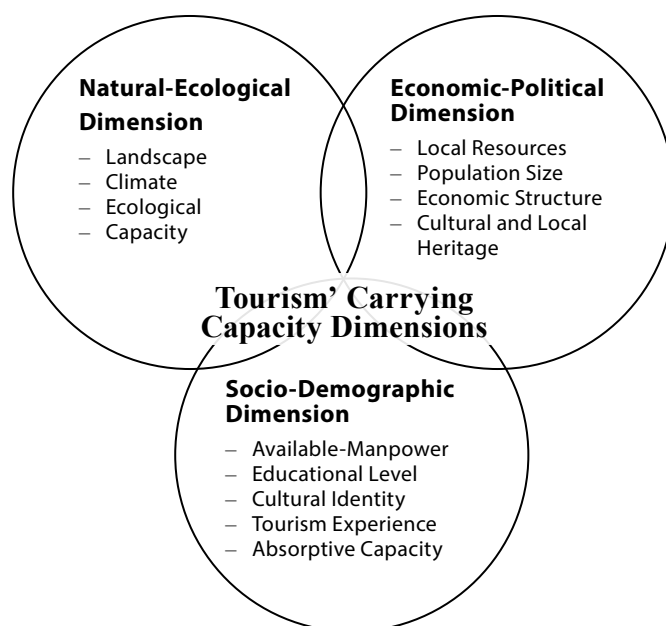 Natural-Ecological
Dimension
– Landscape
– Climate
– Ecological
– Capacity
Economic-Political
Dimension
– Local Resources
– Population Size
– Economic Structure
– Cultural and Local
Heritage
Tourism’ Carrying
Capacity Dimensions
Socio-Demographic
Dimension
– Available-Manpower
– Educational Level
– Cultural Identity
– Tourism Experience
– Absorptive Capacity